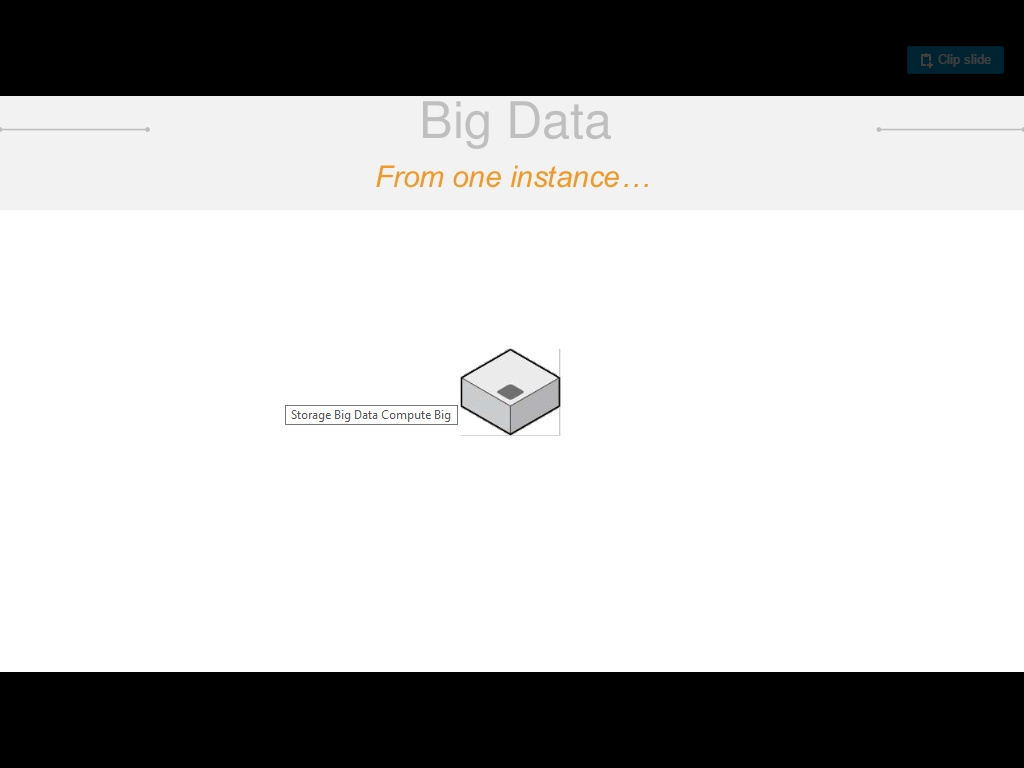 Clip slide
Big Data
From one instance…
Storage Big Data Compute Big